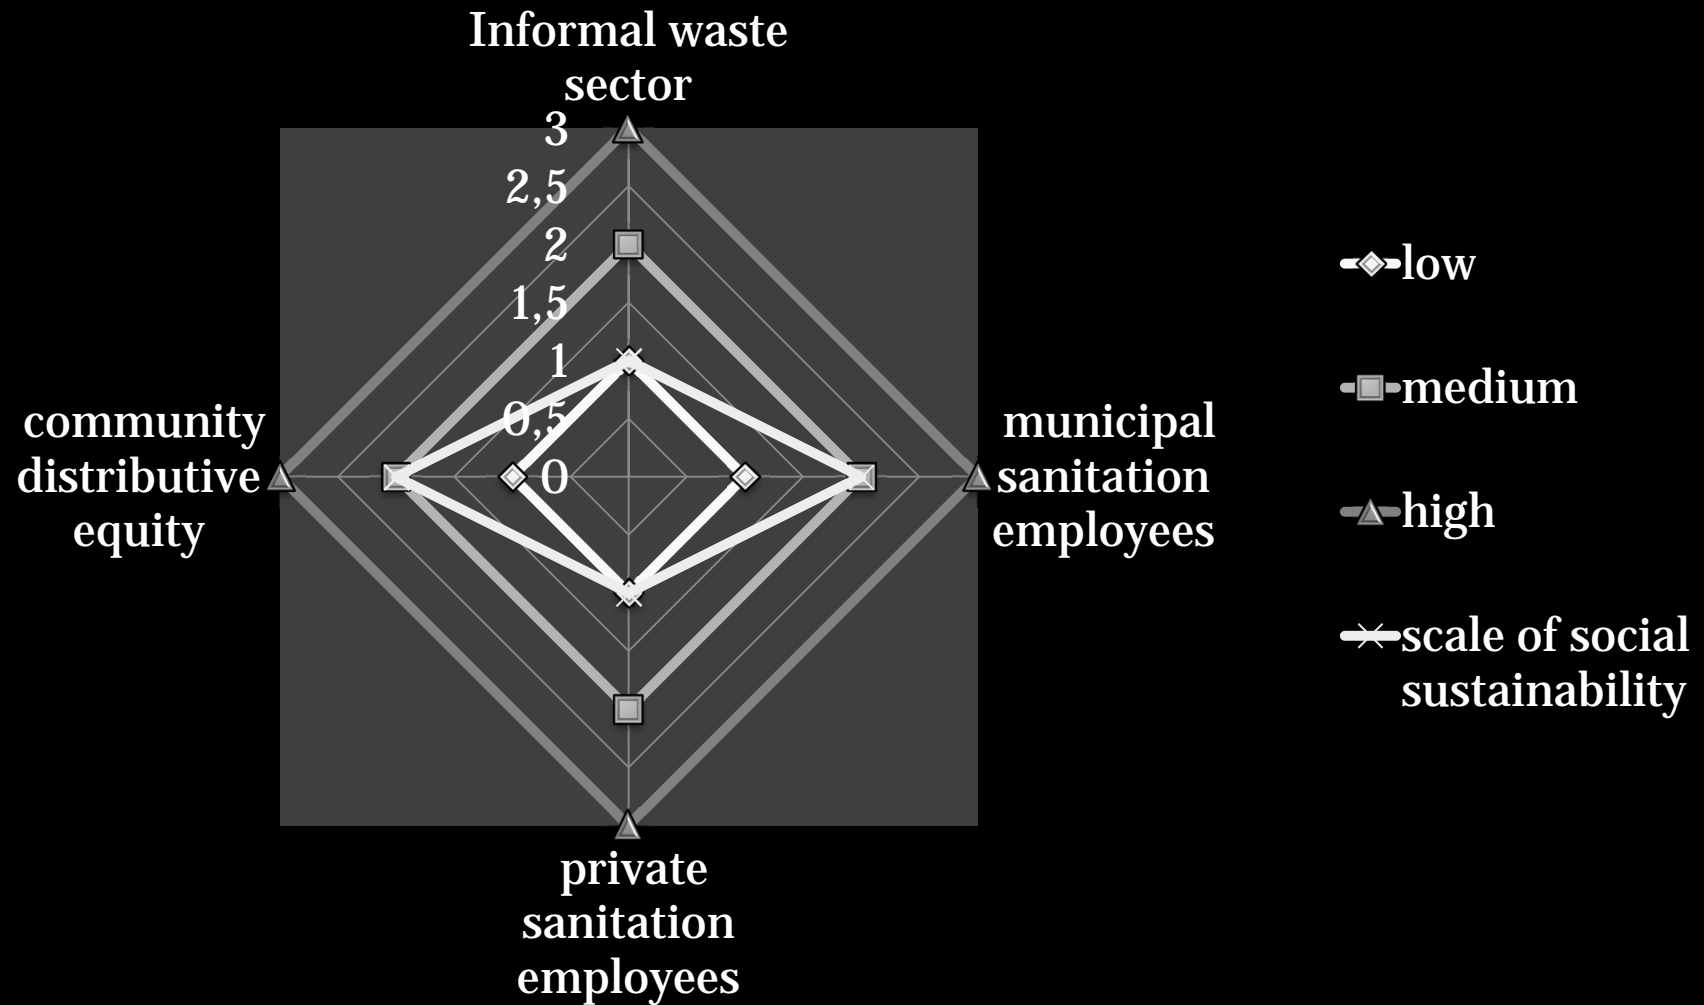 Informal waste
sector
3
2,5
2
1,5
1
0,5
0
community
distributive
equity
municipal
sanitation
employees
private
sanitation
employees
low
medium
high
scale of social
sustainability